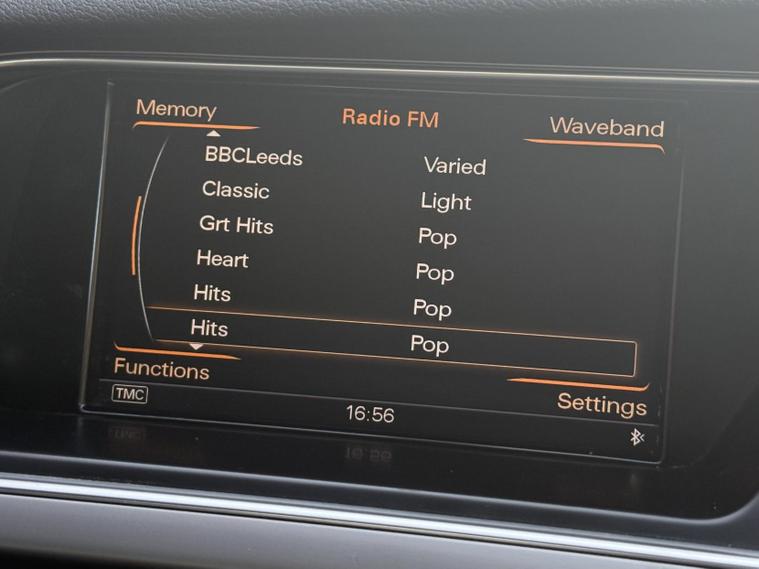 Memory Radio FM Waveband
BBCLeeds Varied
Classic Light
Grt Hits Pop
Heart Pop
Hits Pop
Hits Pop
Functions Settings
TMC 16:56